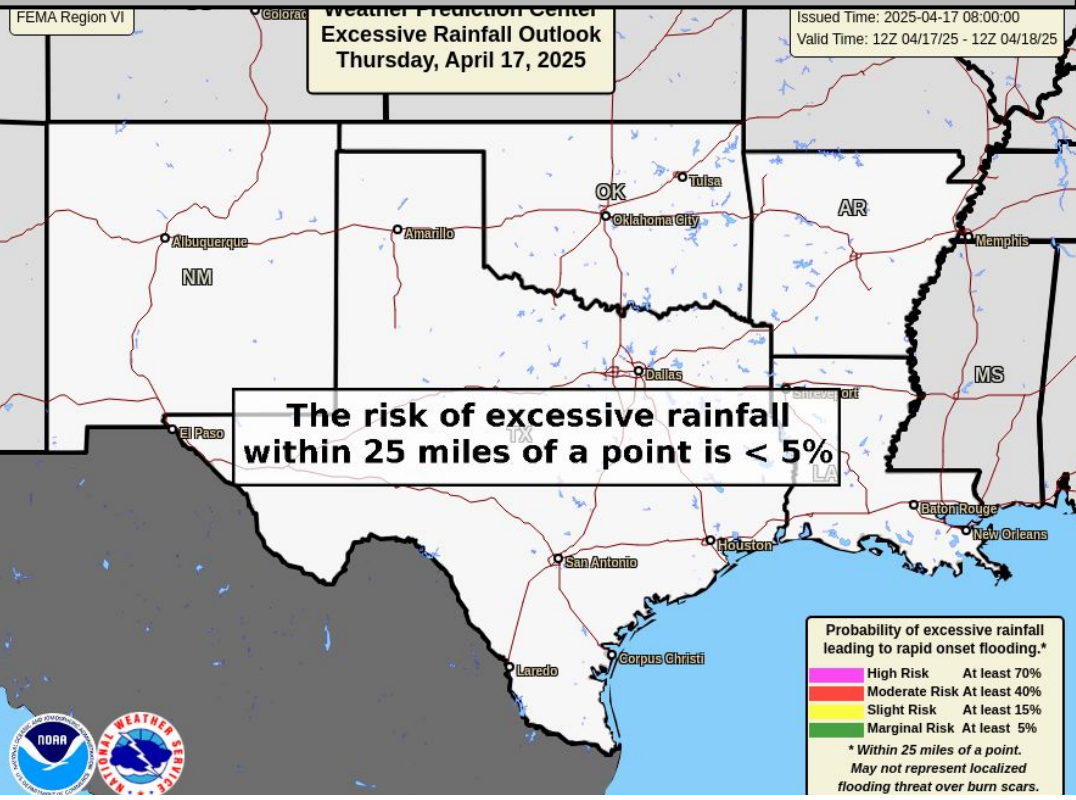 FEMA Region VI
Weather Prediction Center
Excessive Rainfall Outlook
Thursday, April 17, 2025
Issued Time: 2025-04-17 08:00:00
Valid Time: 12Z 04/17/25 - 12Z 04/18/25
Tulsa
OK
AR
Oklahoma City
Amarillo
Albuquerque
Memphis
NM
Dallas
MS
Shreveport
The risk of excessive rainfall
TX
El Paso
within 25 miles of a point is < 5%
LA
Baton Rouge
New Orleans
Houston
San Antonio
Corpus Christi
Laredo
Probability of excessive rainfall
leading to rapid onset flooding.*
High Risk At least 70%
Moderate Risk At least 40%
Slight Risk At least 15%
Marginal Risk At least 5%
* Within 25 miles of a point.
May not represent localized
flooding threat over burn scars.
NOAA
NATIONAL WEATHER SERVICE